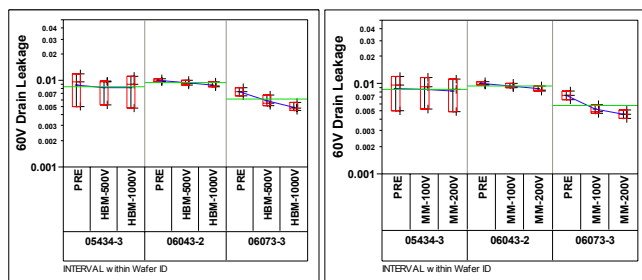 60V Drain Leakage
0.04
0.02
0.01
0.007
0.005
0.003
0.002
0.001
PRE
HBM-500V
HBM-1000V
PRE
HBM-500V
HBM-1000V
PRE
HBM-500V
HBM-1000V
05434-3
06043-2
06073-3
INTERVAL within Wafer ID
60V Drain Leakage
0.04
0.02
0.01
0.007
0.005
0.003
0.002
0.001
PRE
MM-100V
MM-200V
PRE
MM-100V
MM-200V
PRE
MM-100V
MM-200V
05434-3
06043-2
06073-3
INTERVAL within Wafer ID